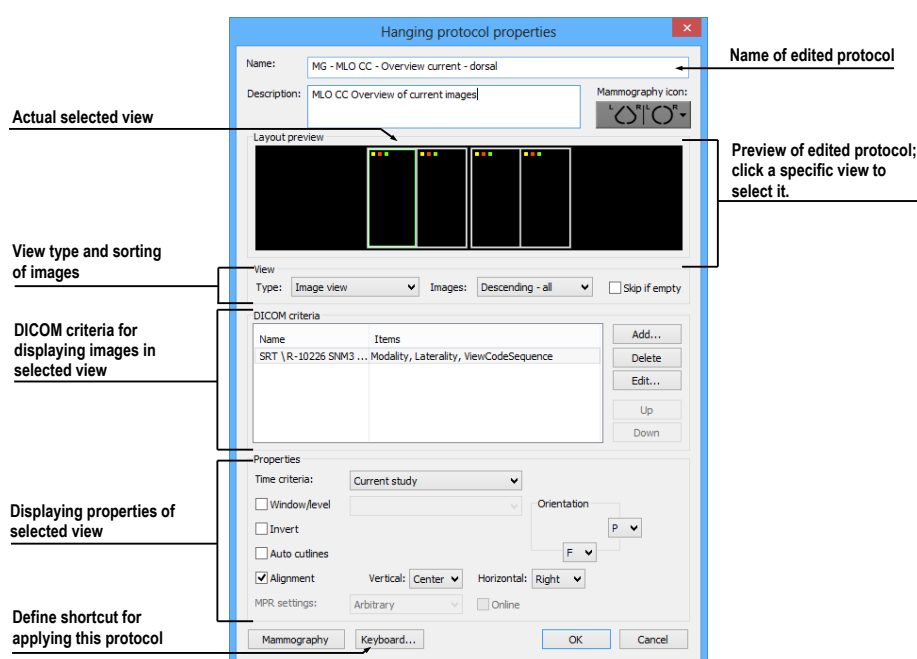 Hanging protocol properties
Name:
MG - MLO CC - Overview current - dorsal
Name of edited protocol
Description:
MLO CC Overview of current images
Mammography icon:
L R L R
Actual selected view
Layout preview
Preview of edited protocol;
click a specific view to
select it.
View type and sorting
of images
View
Type: Image view Images: Descending - all Skip if empty
DICOM criteria for
displaying images in
selected view
DICOM criteria
Name Items
SRT \ R-10226 SNM3 ... Modality, Laterality, ViewCodeSequence
Add...
Delete
Edit...
Up
Down
Displaying properties of
selected view
Properties
Time criteria: Current study
Window/level
Orientation
P
F
Invert
Auto cutlines
Alignment Vertical: Center Horizontal: Right
MPR settings: Arbitrary Online
Define shortcut for
applying this protocol
Mammography Keyboard... OK Cancel